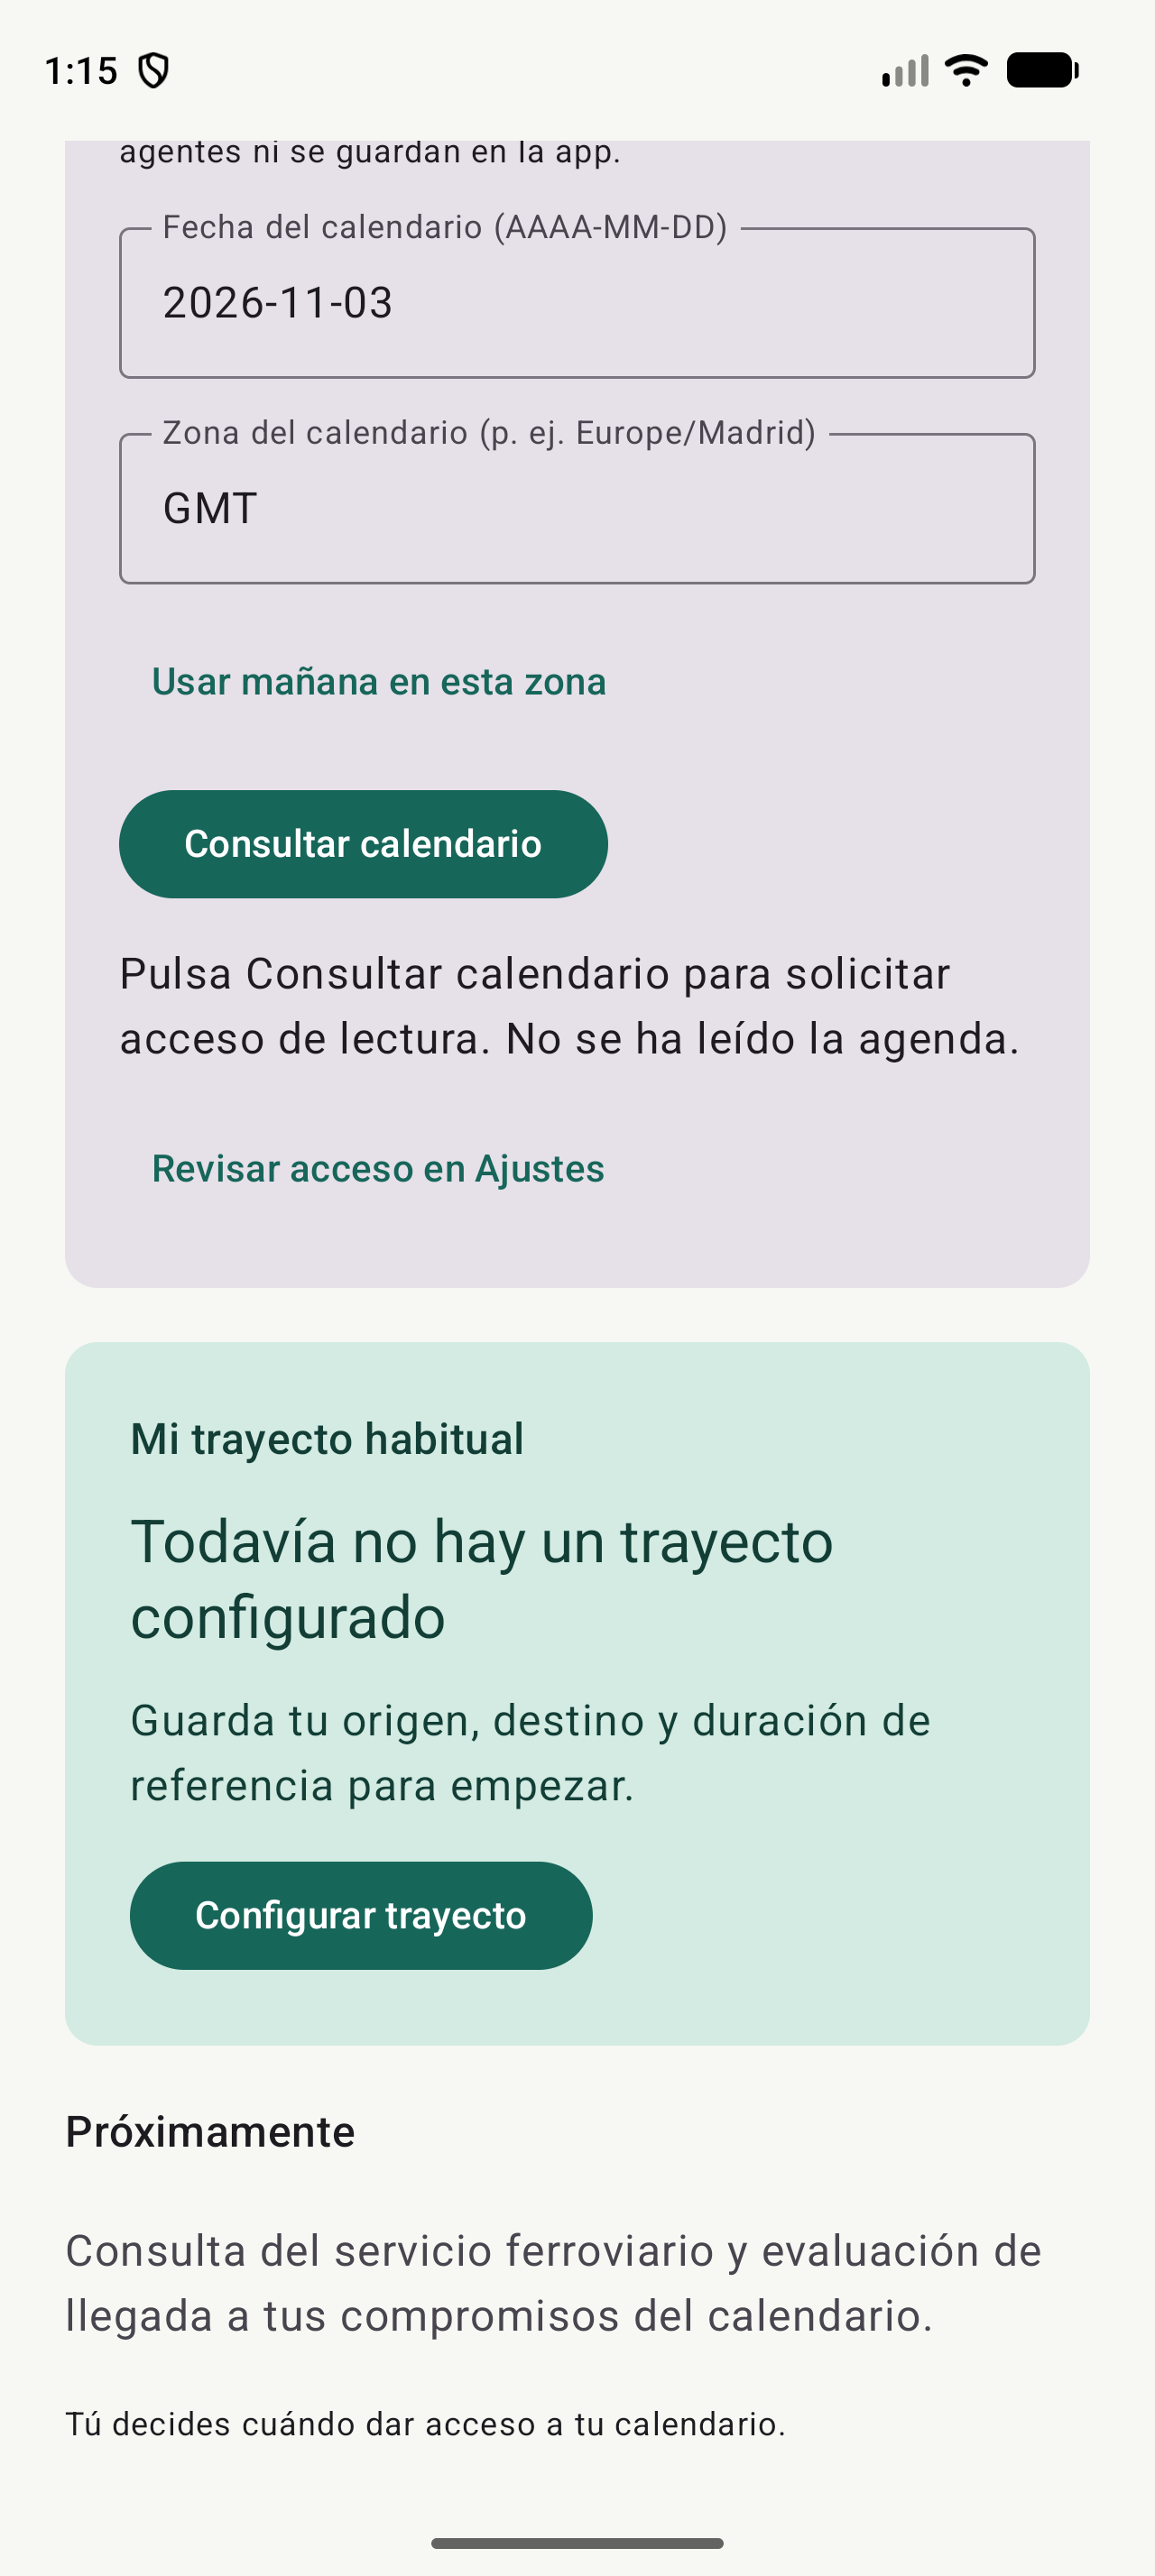 1:15
agentes ni se guardan en la app.
Fecha del calendario (AAAA-MM-DD)
2026-11-03
Zona del calendario (p. ej. Europe/Madrid)
GMT
Usar mañana en esta zona
Consultar calendario
Pulsa Consultar calendario para solicitar
acceso de lectura. No se ha leído la agenda.
Revisar acceso en Ajustes
Mi trayecto habitual
Todavía no hay un trayecto
configurado
Guarda tu origen, destino y duración de
referencia para empezar.
Configurar trayecto
Próximamente
Consulta del servicio ferroviario y evaluación de
llegada a tus compromisos del calendario.
Tú decides cuándo dar acceso a tu calendario.